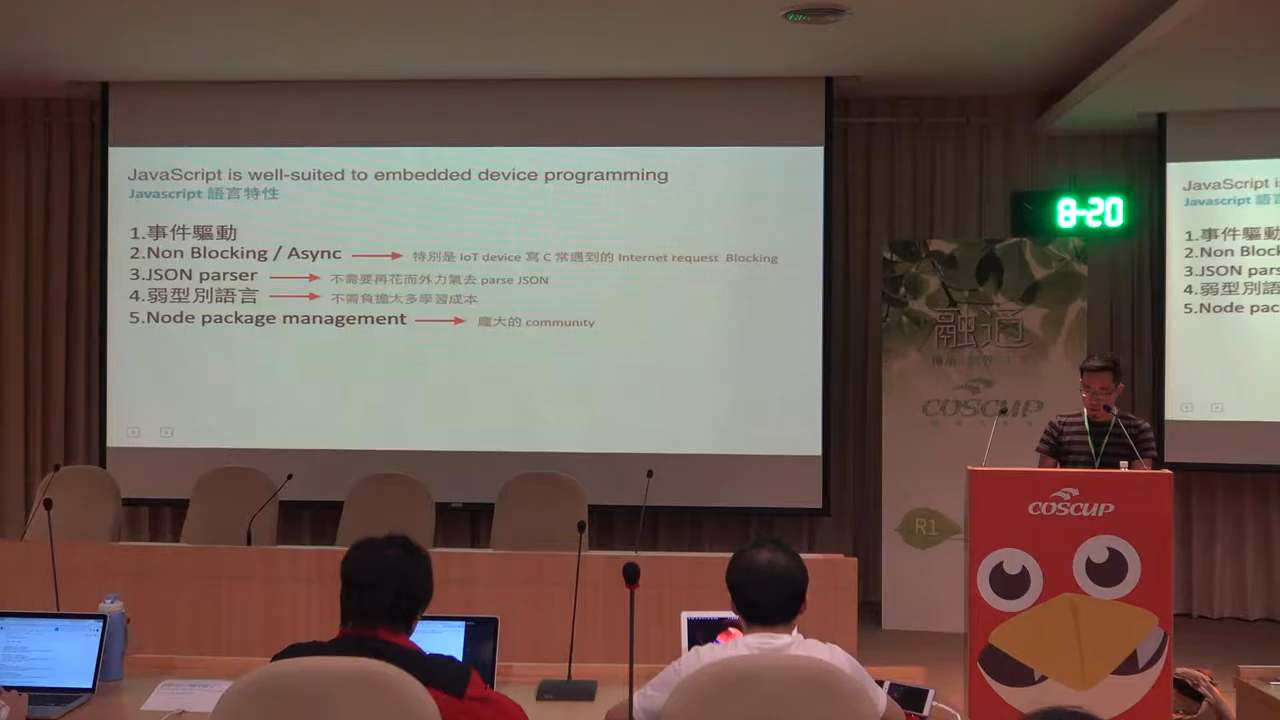 JavaScript is well-suited to embedded device programming
Javascript 語言特性
1.事件驅動
2.Non Blocking / Async 特別是 IoT device 寫 C 常遇到的 Internet request Blocking
3.JSON parser 不需要再花而外力氣去 parse JSON
4.弱型別語言 不需負擔太多學習成本
5.Node package management 龐大的 community
8-20
融通
COSCUP
R1
COSCUP
JavaScript i
Javascript 語言
1.事件驅動
2.Non Bloc
3.JSON pars
4.弱型別語
5.Node pac